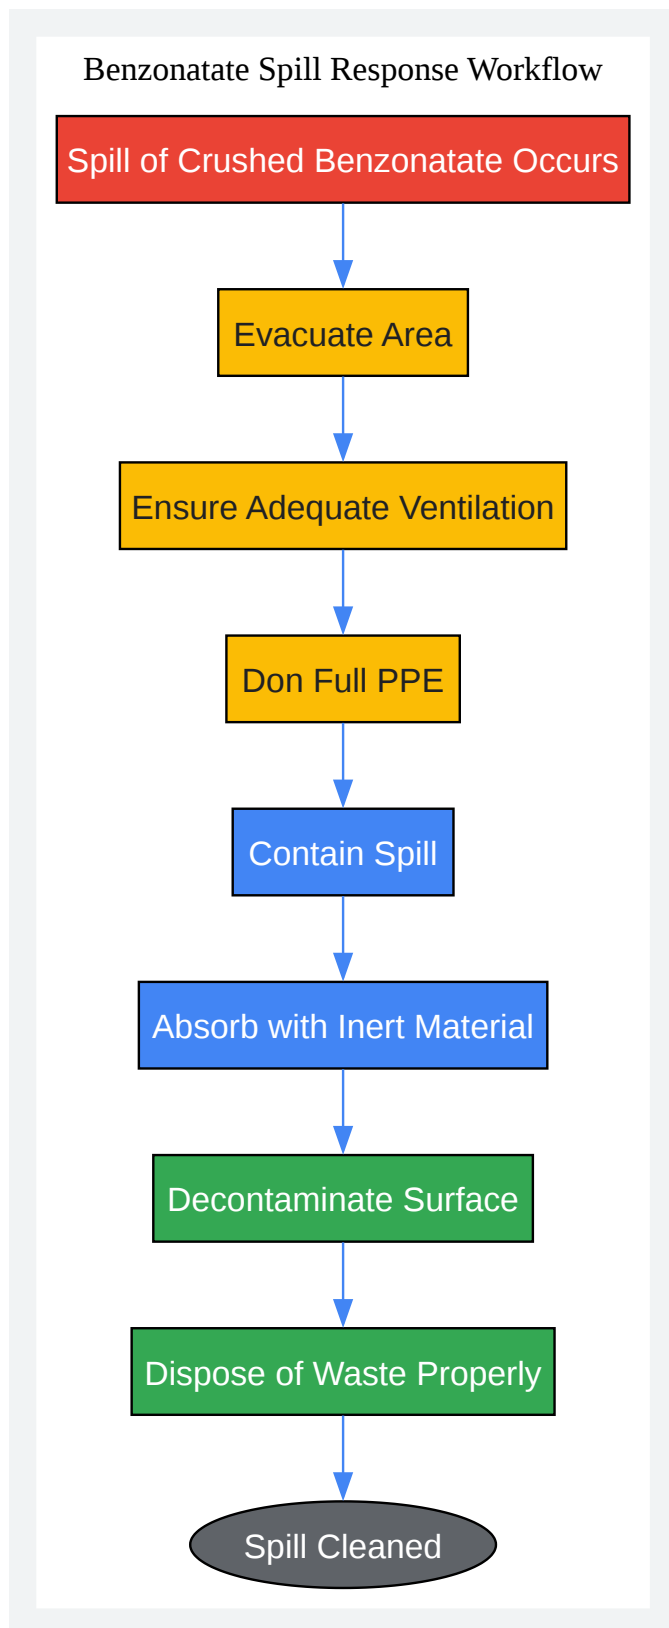 Benzonatate Spill Response Workflow
Spill of Crushed Benzonatate Occurs
Evacuate Area
Ensure Adequate Ventilation
Don Full PPE
Contain Spill
Absorb with Inert Material
Decontaminate Surface
Dispose of Waste Properly
Spill Cleaned